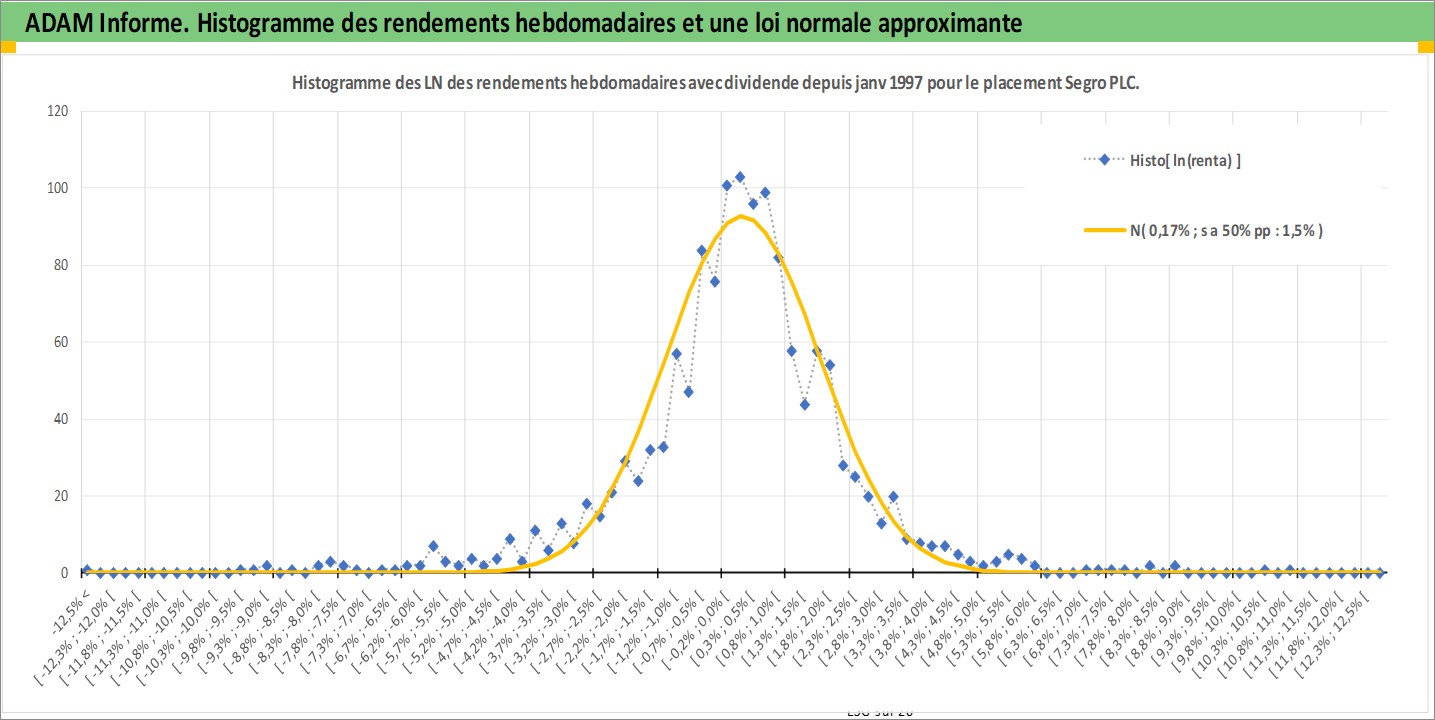 ADAM Informe. Histogramme des rendements hebdomadaires et une loi normale approximante
Histogramme des LN des rendements hebdomadaires avec dividende depuis janv 1997 pour le placement Segro PLC.
120
100
80
60
40
20
0
Histo[ ln(renta) ]
N( 0,17% ; s a 50% pp : 1,5% )
-12,5% <
[ -12,3% ; -12,0% [
[ -11,8% ; -11,5% [
[ -11,3% ; -11,0% [
[ -10,8% ; -10,5% [
[ -10,3% ; -10,0% [
[ -9,8% ; -9,5% [
[ -9,3% ; -9,0% [
[ -8,8% ; -8,5% [
[ -8,3% ; -8,0% [
[ -7,8% ; -7,5% [
[ -7,3% ; -7,0% [
[ -6,7% ; -6,5% [
[ -6,2% ; -6,0% [
[ -5,7% ; -5,5% [
[ -5,2% ; -5,0% [
[ -4,7% ; -4,5% [
[ -4,2% ; -4,0% [
[ -3,7% ; -3,5% [
[ -3,2% ; -3,0% [
[ -2,7% ; -2,5% [
[ -2,2% ; -2,0% [
[ -1,7% ; -1,5% [
[ -1,2% ; -1,0% [
[ -0,7% ; -0,5% [
[ -0,2% ; 0,0% [
[ 0,3% ; 0,5% [
[ 0,8% ; 1,0% [
[ 1,3% ; 1,5% [
[ 1,8% ; 2,0% [
[ 2,3% ; 2,5% [
[ 2,8% ; 3,0% [
[ 3,3% ; 3,5% [
[ 3,8% ; 4,0% [
[ 4,3% ; 4,5% [
[ 4,8% ; 5,0% [
[ 5,3% ; 5,5% [
[ 5,8% ; 6,0% [
[ 6,3% ; 6,5% [
[ 6,8% ; 7,0% [
[ 7,3% ; 7,5% [
[ 7,8% ; 8,0% [
[ 8,3% ; 8,5% [
[ 8,8% ; 9,0% [
[ 9,3% ; 9,5% [
[ 9,8% ; 10,0% [
[ 10,3% ; 10,5% [
[ 10,8% ; 11,0% [
[ 11,3% ; 11,5% [
[ 11,8% ; 12,0% [
[ 12,3% ; 12,5% [